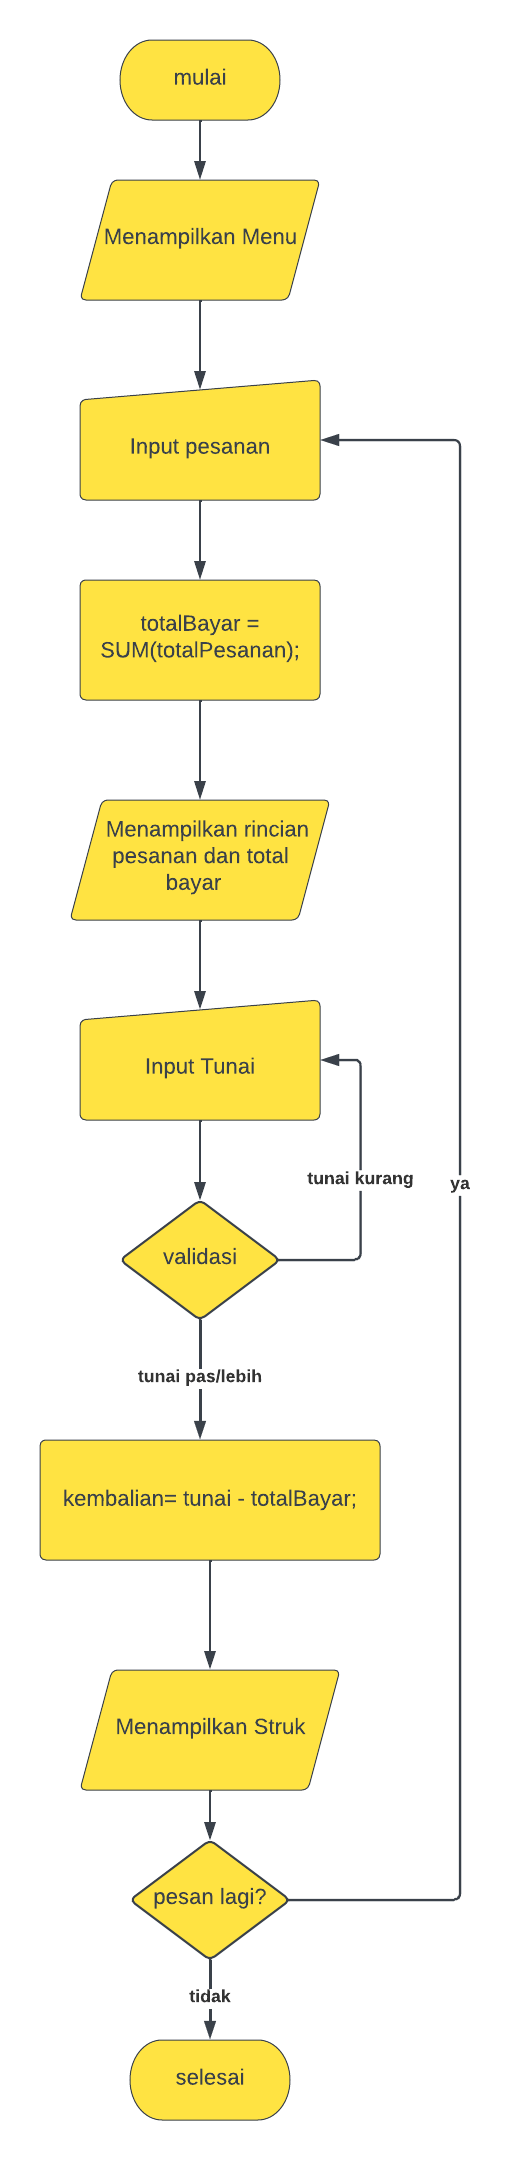 mulai
Menampilkan Menu
Input pesanan
totalBayar =
SUM(totalPesanan);
Menampilkan rincian
pesanan dan total
bayar
Input Tunai
tunai kurang
ya
validasi
tunai pas/lebih
kembalian= tunai - totalBayar;
Menampilkan Struk
pesan lagi?
tidak
selesai